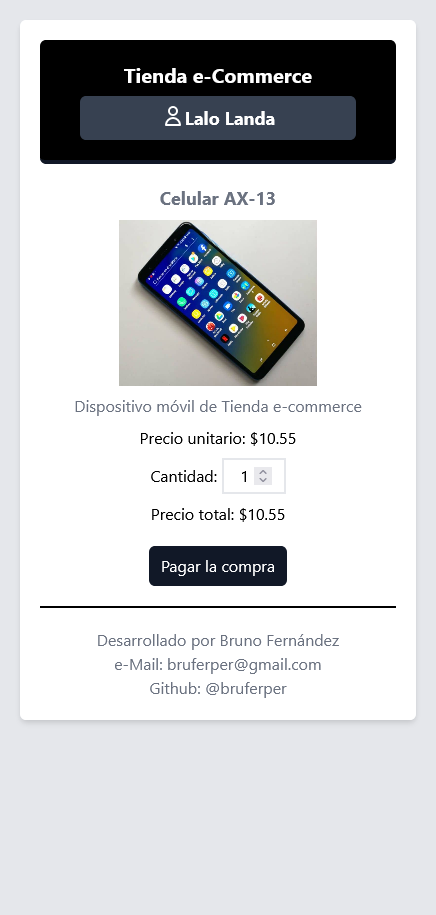 Tienda e-Commerce
Lalo Landa
Celular AX-13
Dispositivo móvil de Tienda e-commerce
Precio unitario: $10.55
Cantidad: 1
Precio total: $10.55
Pagar la compra
Desarrollado por Bruno Fernández
e-Mail: bruferper@gmail.com
Github: @bruferper